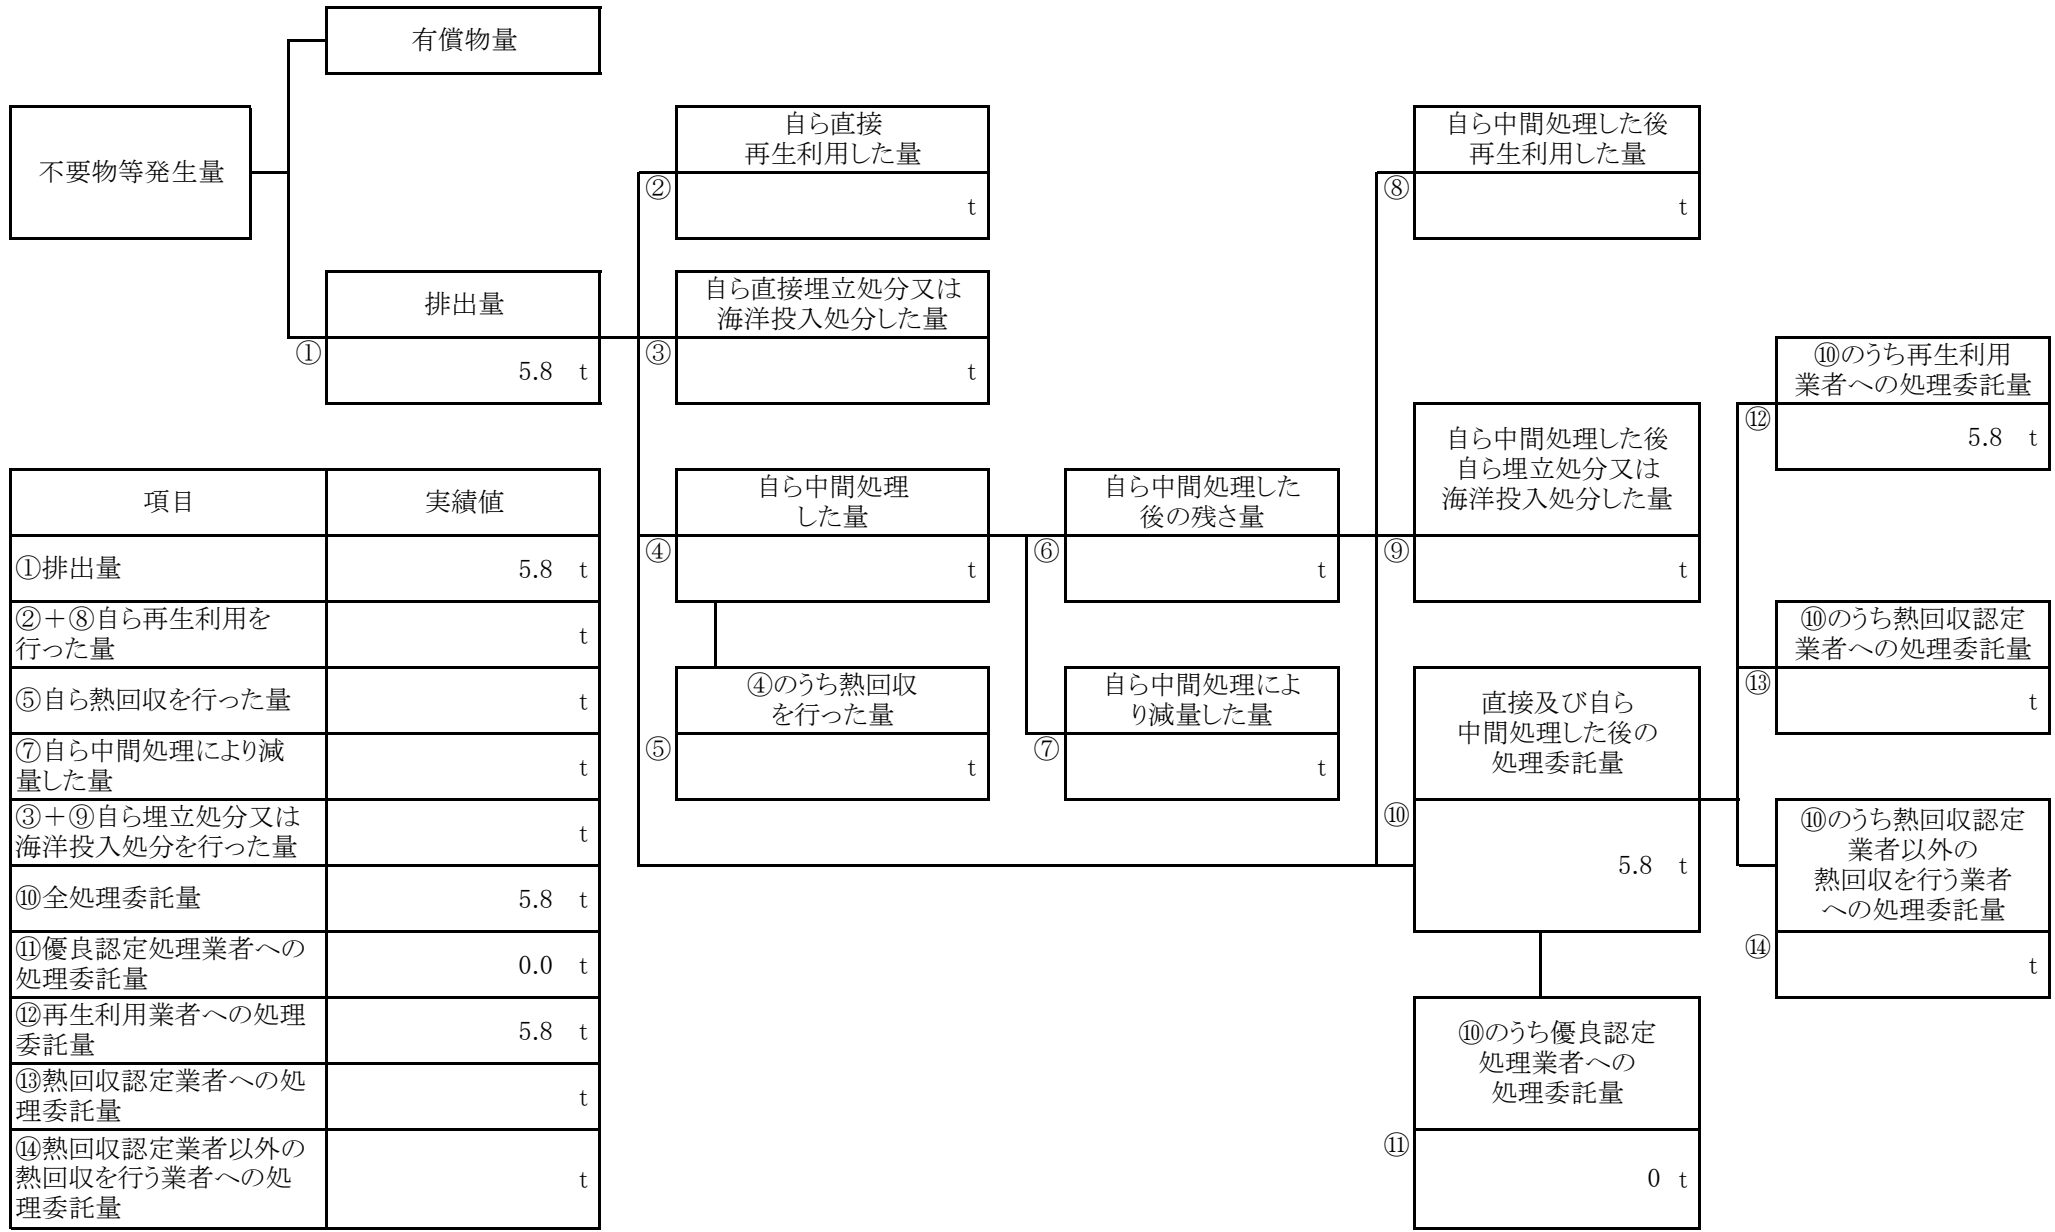 有償物量
不要物等発生量
排出量
①
5.8 t
自ら直接
再生利用した量
②
t
自ら直接埋立処分又は
海洋投入処分した量
③
t
自ら中間処理
した量
④
t
④のうち熱回収
を行った量
⑤
t
自ら中間処理した
後の残さ量
⑥
t
自ら中間処理によ
り減量した量
⑦
t
自ら中間処理した後
再生利用した量
⑧
t
自ら中間処理した後
自ら埋立処分又は
海洋投入処分した量
⑨
t
直接及び自ら
中間処理した後の
処理委託量
⑩
5.8 t
⑩のうち優良認定
処理業者への
処理委託量
⑪
0 t
⑩のうち再生利用
業者への処理委託量
⑫
5.8 t
⑩のうち熱回収認定
業者への処理委託量
⑬
t
⑩のうち熱回収認定
業者以外の
熱回収を行う業者
への処理委託量
⑭
t
項目 実績値
①排出量 5.8 t
②＋⑧自ら再生利用を
行った量 t
⑤自ら熱回収を行った量 t
⑦自ら中間処理により減
量した量 t
③＋⑨自ら埋立処分又は
海洋投入処分を行った量 t
⑩全処理委託量 5.8 t
⑪優良認定処理業者への
処理委託量 0.0 t
⑫再生利用業者への処理
委託量 5.8 t
⑬熱回収認定業者への処
理委託量 t
⑭熱回収認定業者以外の
熱回収を行う業者への処
理委託量 t